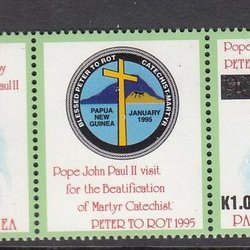 by
Paul II
BLESSED PETER TO ROT
CATECHIST MARTYR
PAPUA
NEW
GUINEA
JANUARY
1995
Pope John Paul II visit
for the Beatification
of 'Martyr Catechist'
PETER TO ROT 1995
Pope
PETER
K1.0
EA
PA